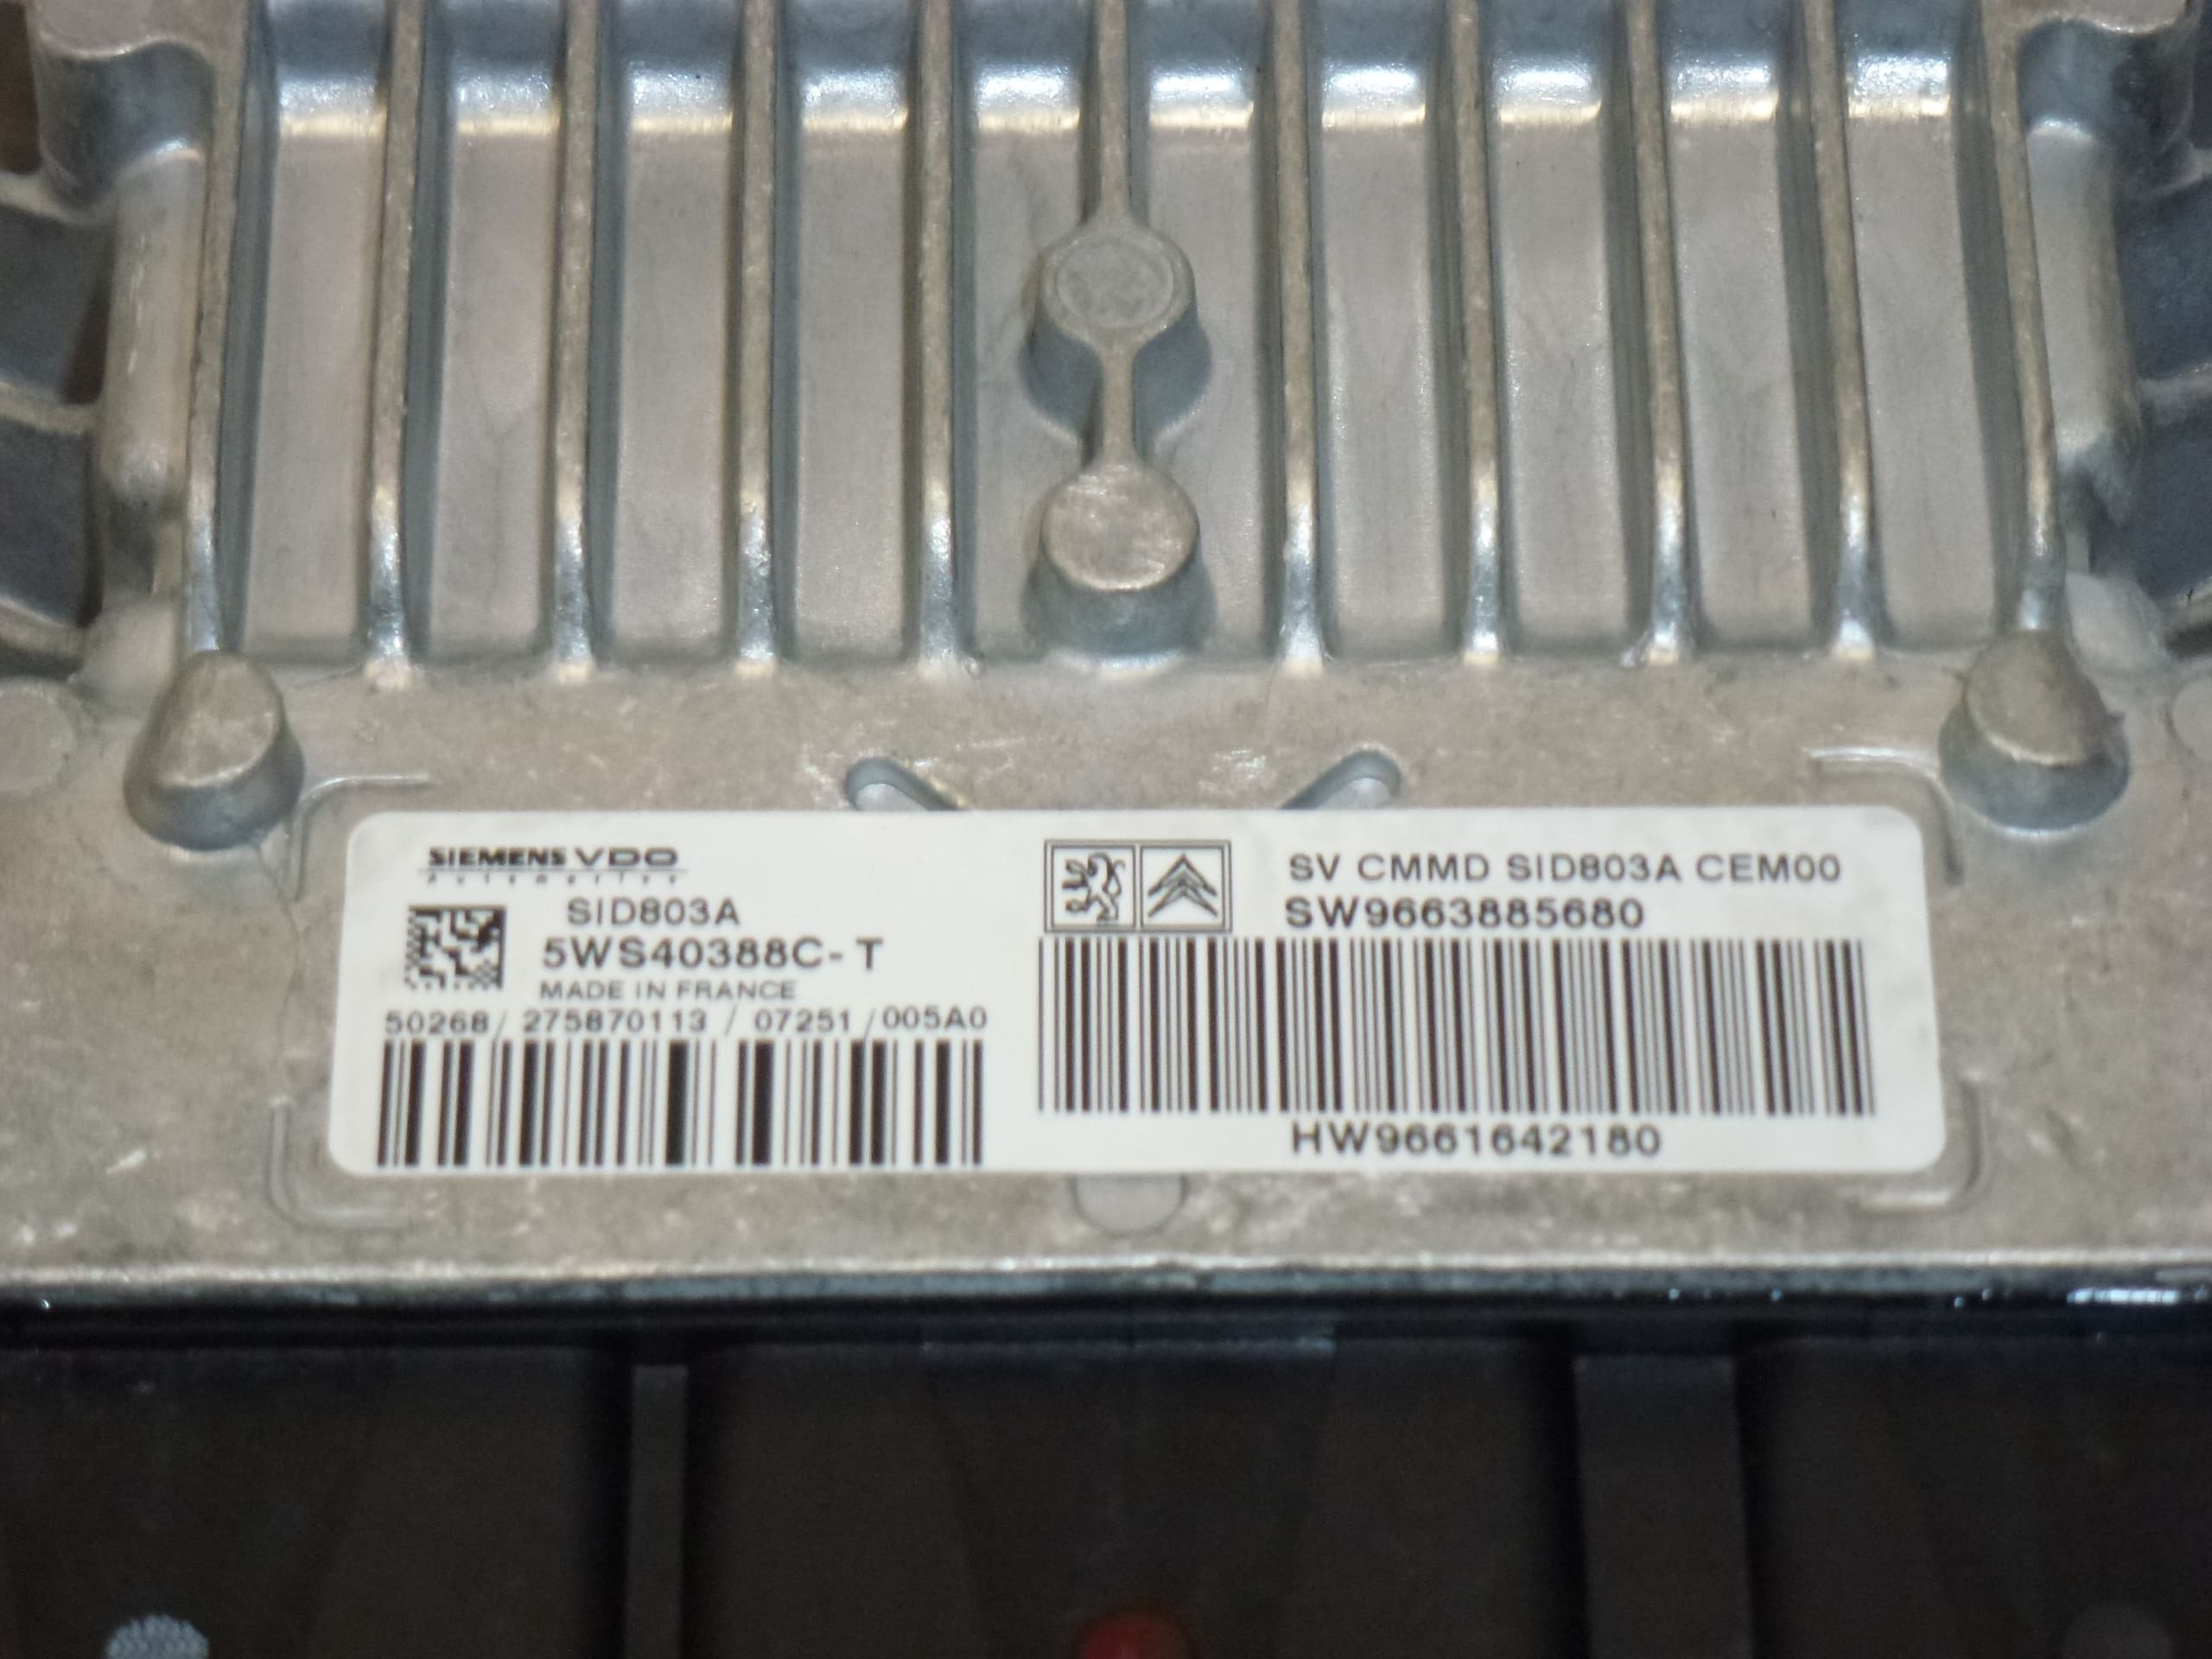 SIEMENS VDO
Automotive
SID803A
5WS40388C-T
MADE IN FRANCE
50268/ 275870113 / 07251 /005A0
SV CMMD SID803A CEM00
SW9663885680
HW9661642180